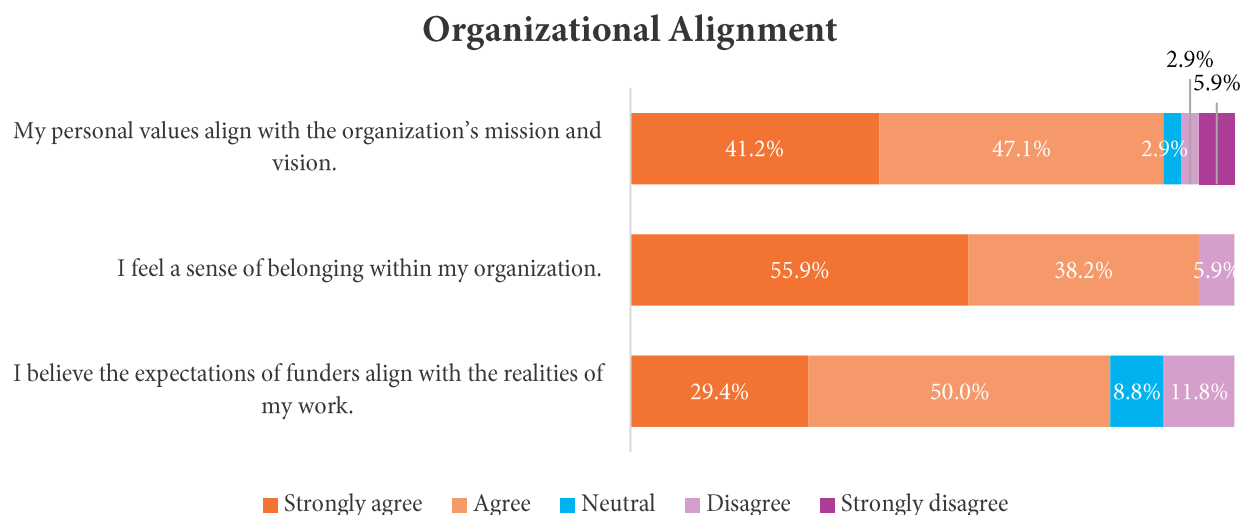 Organizational Alignment
2.9%
5.9%
My personal values align with the organization’s mission and
vision.
41.2%
47.1%
2.9%
I feel a sense of belonging within my organization.
55.9%
38.2%
5.9%
I believe the expectations of funders align with the realities of
my work.
29.4%
50.0%
8.8%
11.8%
Strongly agree
Agree
Neutral
Disagree
Strongly disagree